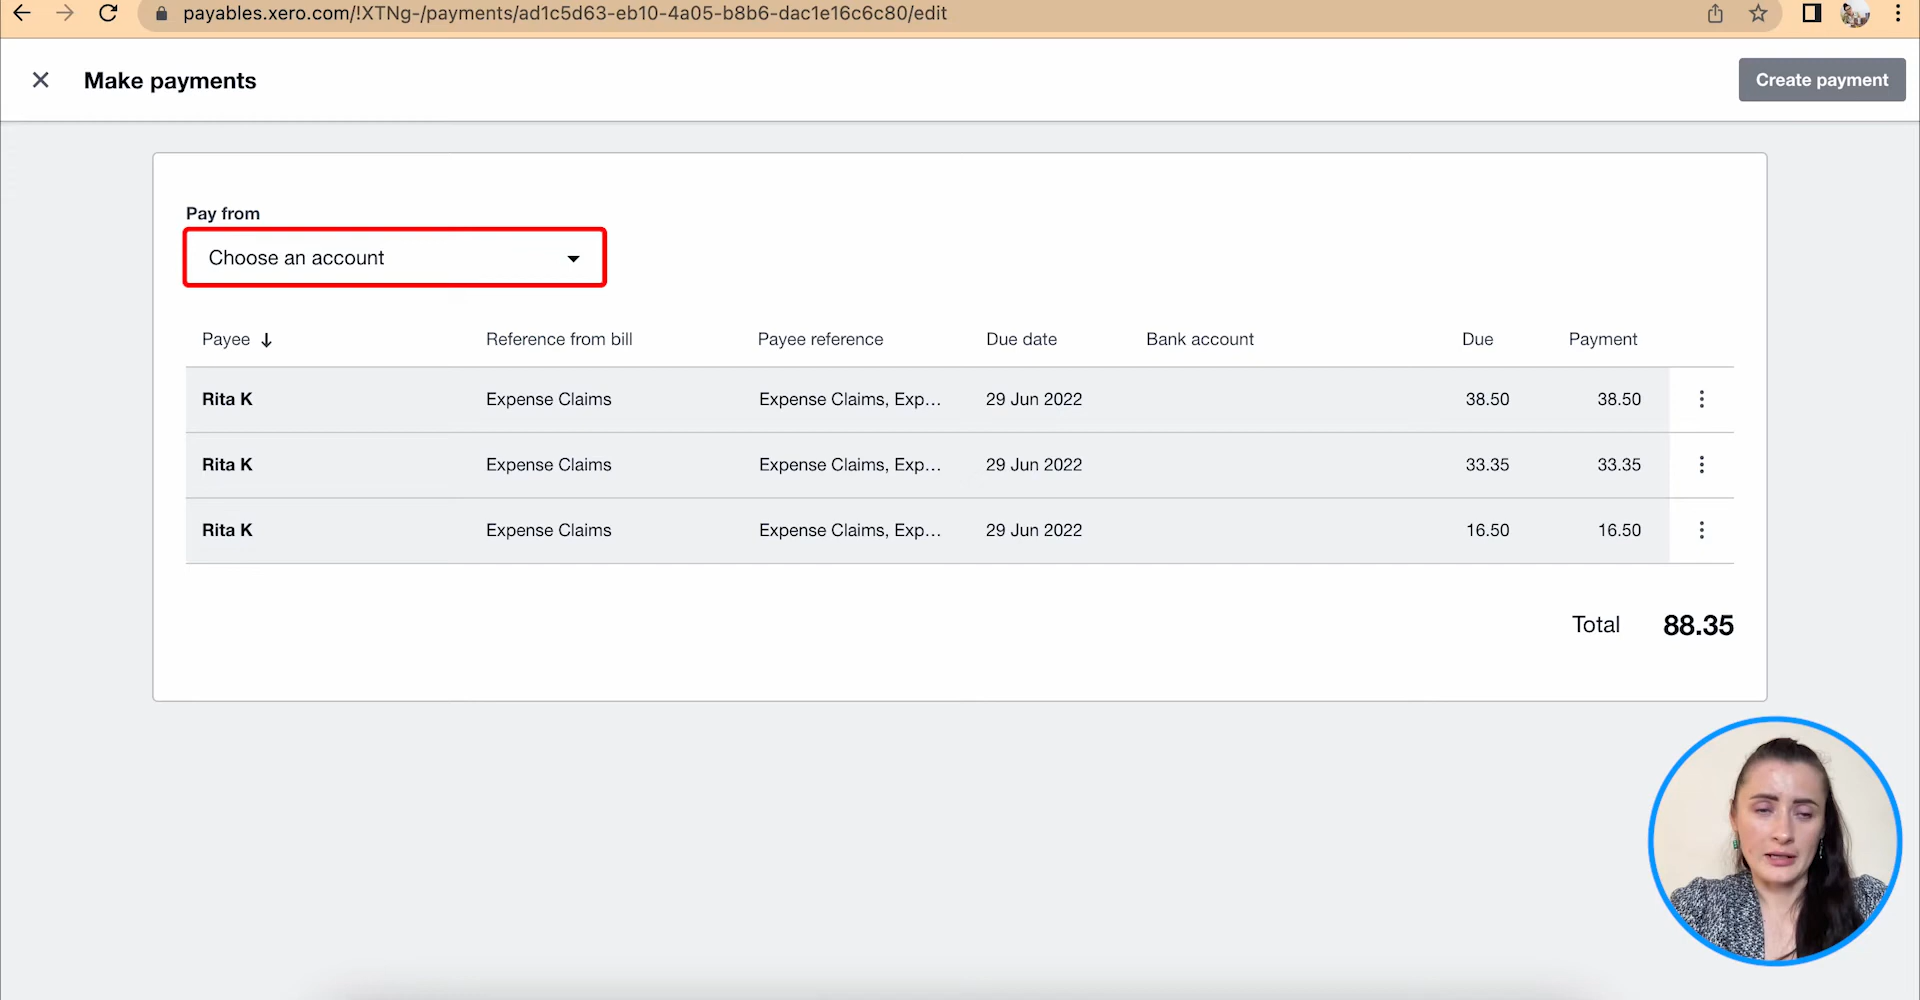 payables.xero.com/!XTNg-/payments/ad1c5d63-eb10-4a05-b8b6-dac1e16c6c80/edit
Make payments
Create payment
Pay from
Choose an account
Payee Reference from bill Payee reference Due date Bank account Due Payment
Rita K Expense Claims Expense Claims, Exp... 29 Jun 2022 38.50 38.50
Rita K Expense Claims Expense Claims, Exp... 29 Jun 2022 33.35 33.35
Rita K Expense Claims Expense Claims, Exp... 29 Jun 2022 16.50 16.50
Total 88.35